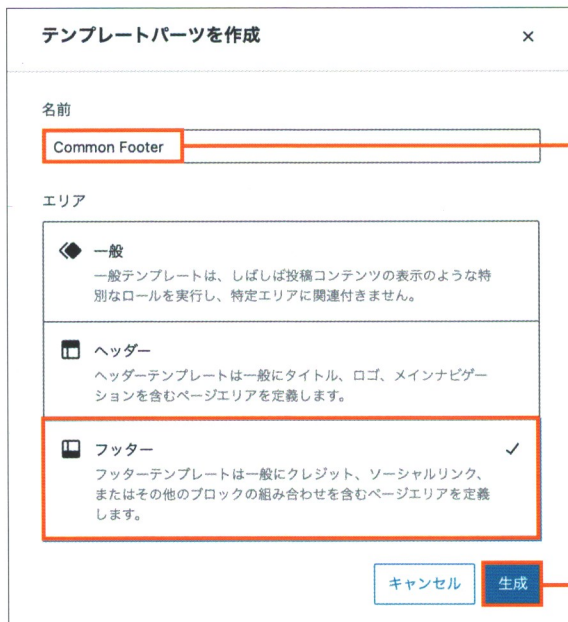 テンプレートパーツを作成 ×
名前
Common Footer
エリア
一般
一般テンプレートは、しばしば投稿コンテンツの表示のような特
別なロールを実行し、特定エリアに関連付きません。
ヘッダー
ヘッダーテンプレートは一般にタイトル、ロゴ、メインナビゲー
ションを含むページエリアを定義します。
フッター
フッターテンプレートは一般にクレジット、ソーシャルリンク、
またはその他のブロックの組み合わせを含むページエリアを定義
します。
キャンセル 生成